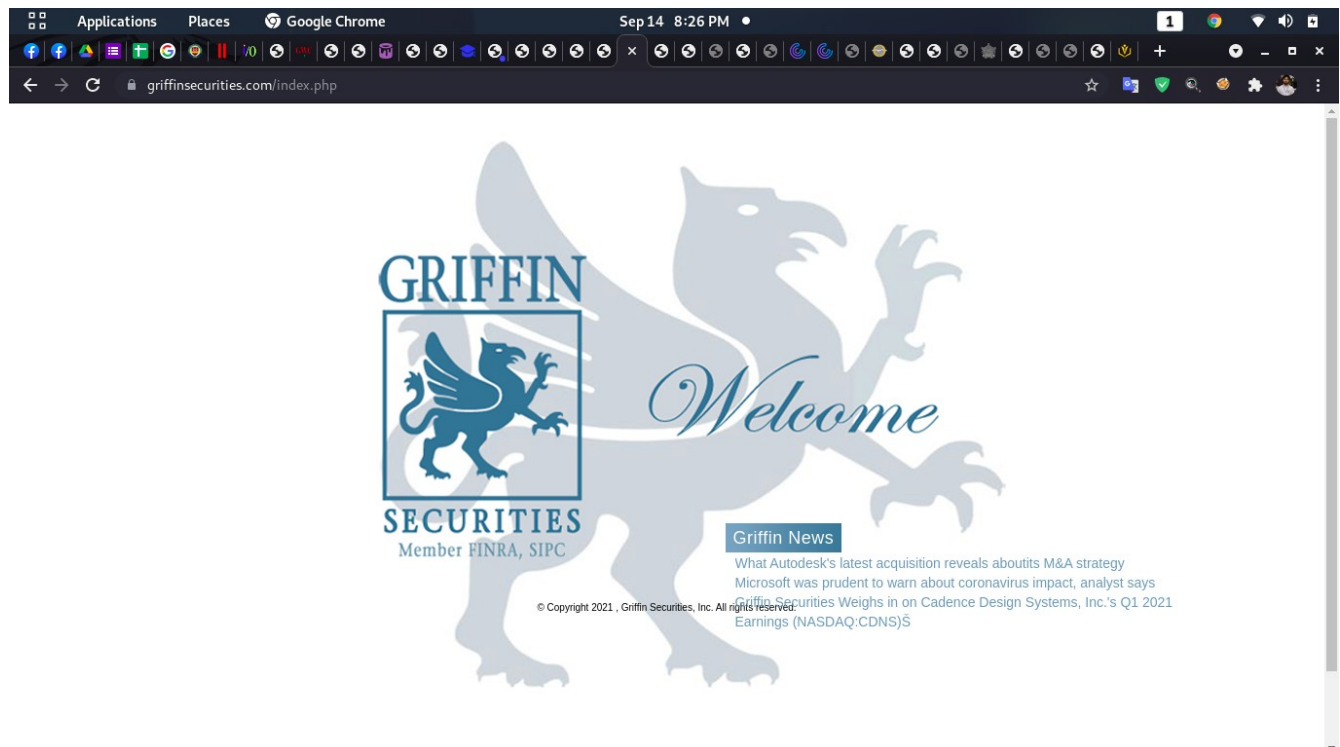 Applications Places Google Chrome Sep 14 8:26 PM 1
griffinsecurities.com/index.php
GRIFFIN
SECURITIES
Member FINRA, SIPC
Welcome
Griffin News
What Autodesk's latest acquisition reveals aboutits M&A strategy
Microsoft was prudent to warn about coronavirus impact, analyst says
Griffin Securities Weighs in on Cadence Design Systems, Inc.'s Q1 2021
Earnings (NASDAQ:CDNS)Š
© Copyright 2021 , Griffin Securities, Inc. All rights reserved.